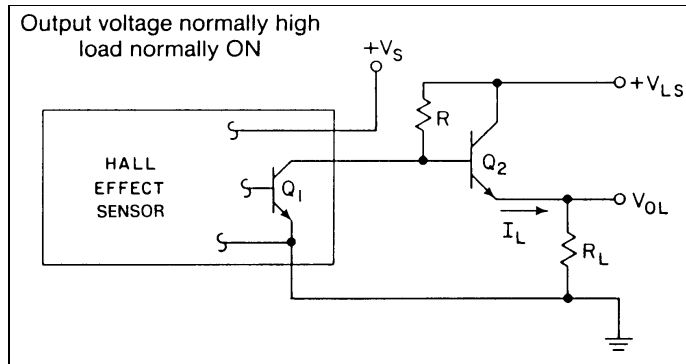 Output voltage normally high
load normally ON
+VS
+VLS
R
HALL
EFFECT
SENSOR
Q1
Q2
VOL
IL
RL